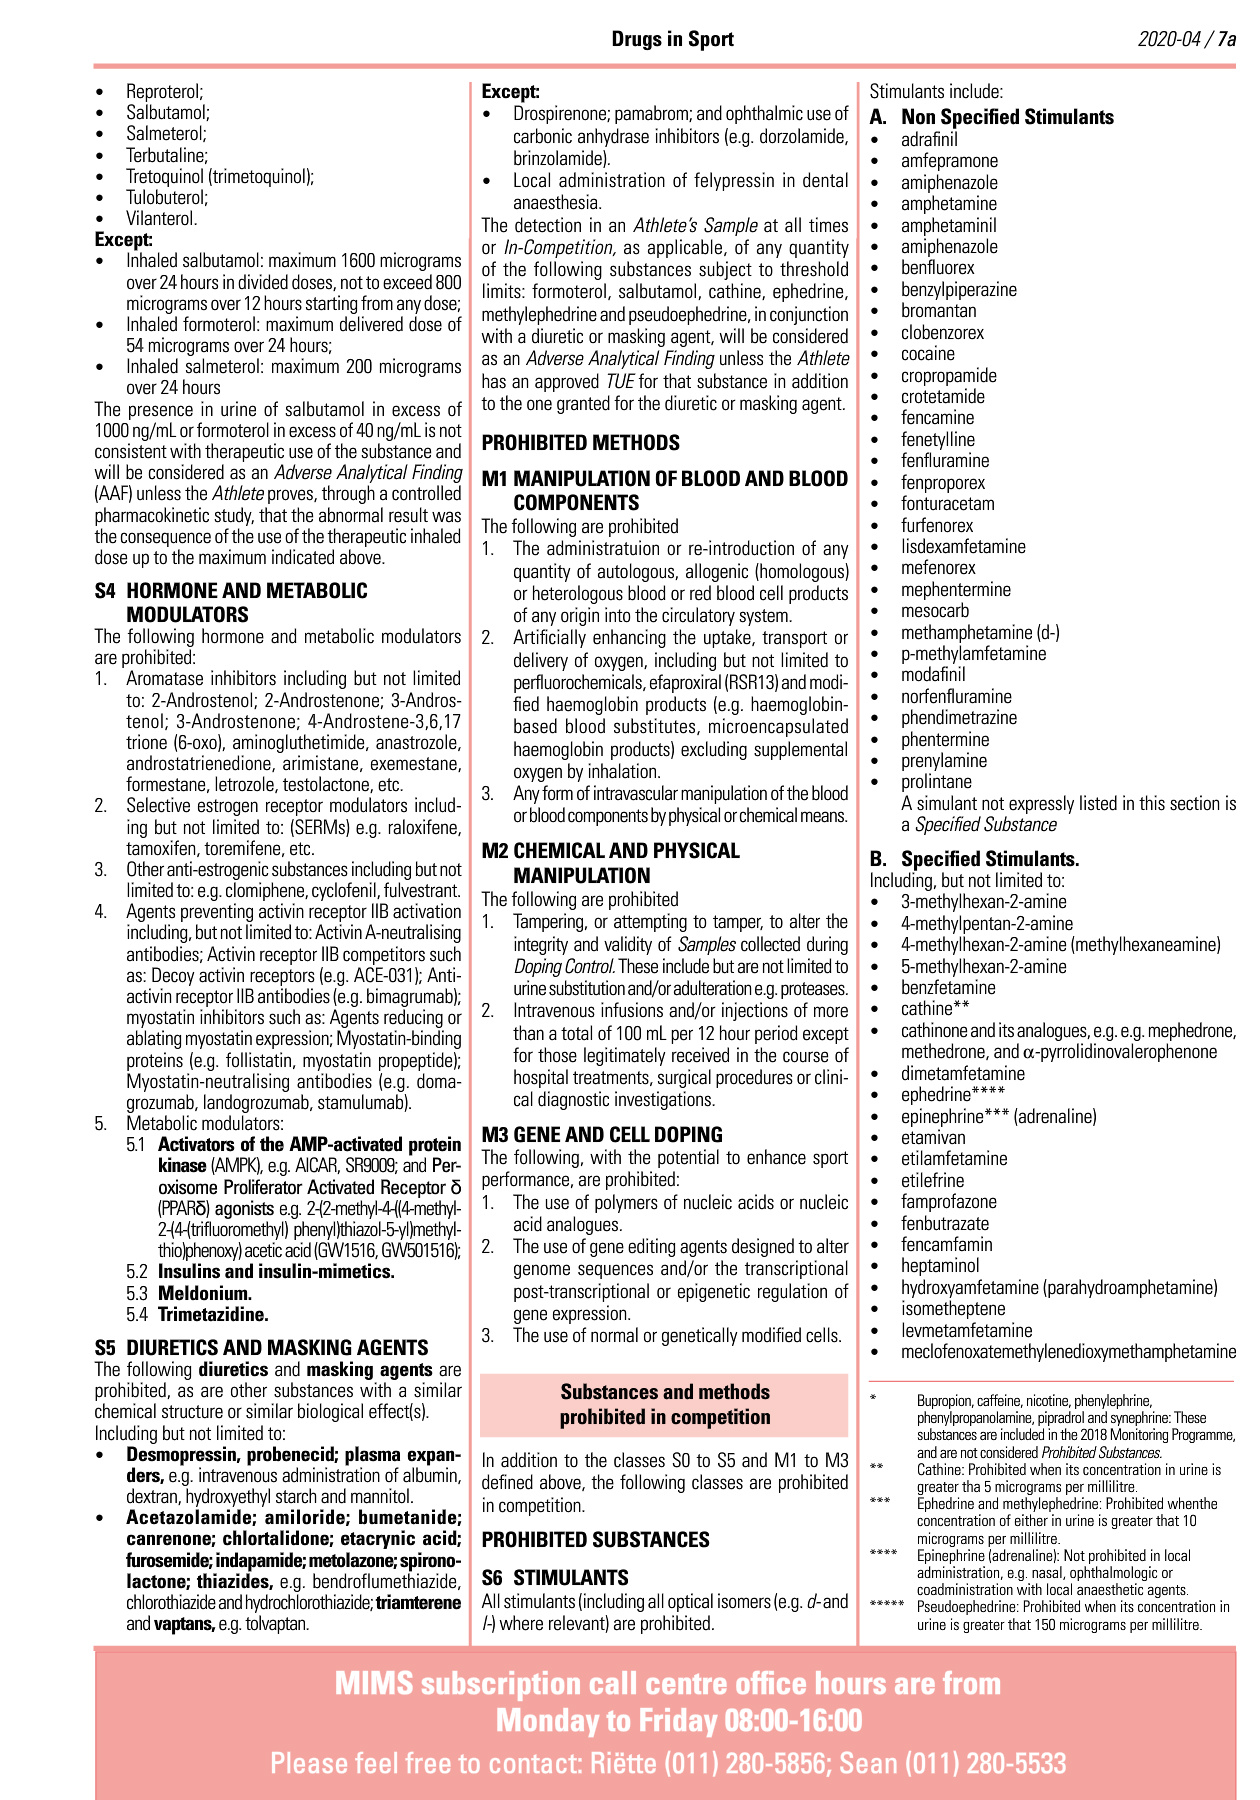 Drugs in Sport
2020-04 / 7a
• Reproterol;
• Salbutamol;
• Salmeterol;
• Terbutaline;
• Tretoquinol (trimetoquinol);
• Tulobuterol;
• Vilanterol.
Except:
• Inhaled salbutamol: maximum 1600 micrograms
over 24 hours in divided doses, not to exceed 800
micrograms over 12 hours starting from any dose;
• Inhaled formoterol: maximum delivered dose of
54 micrograms over 24 hours;
• Inhaled salmeterol: maximum 200 micrograms
over 24 hours
The presence in urine of salbutamol in excess of
1000 ng/mL or formoterol in excess of 40 ng/mL is not
consistent with therapeutic use of the substance and
will be considered as an Adverse Analytical Finding
(AAF) unless the Athlete proves, through a controlled
pharmacokinetic study, that the abnormal result was
the consequence of the use of the therapeutic inhaled
dose up to the maximum indicated above.
S4 HORMONE AND METABOLIC
MODULATORS
The following hormone and metabolic modulators
are prohibited:
1. Aromatase inhibitors including but not limited
to: 2-Androstenol; 2-Androstenone; 3-Andros-
tenol; 3-Androstenone; 4-Androstene-3,6,17
trione (6-oxo), aminogluthetimide, anastrozole,
androstatrienedione, arimistane, exemestane,
formestane, letrozole, testolactone, etc.
2. Selective estrogen receptor modulators includ-
ing but not limited to: (SERMs) e.g. raloxifene,
tamoxifen, toremifene, etc.
3. Other anti-estrogenic substances including but not
limited to: e.g. clomiphene, cyclofenil, fulvestrant.
4. Agents preventing activin receptor IIB activation
including, but not limited to: Activin A-neutralising
antibodies; Activin receptor IIB competitors such
as: Decoy activin receptors (e.g. ACE-031); Anti-
activin receptor IIB antibodies (e.g. bimagrumab);
myostatin inhibitors such as: Agents reducing or
ablating myostatin expression; Myostatin-binding
proteins (e.g. follistatin, myostatin propeptide);
Myostatin-neutralising antibodies (e.g. doma-
grozumab, landogrozumab, stamulumab).
5. Metabolic modulators:
5.1 Activators of the AMP-activated protein
kinase (AMPK), e.g. AICAR, SR9009; and Per-
oxisome Proliferator Activated Receptor δ
(PPARδ) agonists e.g. 2-(2-methyl-4-((4-methyl-
2-(4-(trifluoromethyl) phenyl)thiazol-5-yl)methyl-
thio)phenoxy) acetic acid (GW1516, GW501516);
5.2 Insulins and insulin-mimetics.
5.3 Meldonium.
5.4 Trimetazidine.
S5 DIURETICS AND MASKING AGENTS
The following diuretics and masking agents are
prohibited, as are other substances with a similar
chemical structure or similar biological effect(s).
Including but not limited to:
• Desmopressin, probenecid; plasma expan-
ders, e.g. intravenous administration of albumin,
dextran, hydroxyethyl starch and mannitol.
• Acetazolamide; amiloride; bumetanide;
canrenone; chlortalidone; etacrynic acid;
furosemide; indapamide; metolazone; spirono-
lactone; thiazides, e.g. bendroflumethiazide,
chlorothiazide and hydrochlorothiazide; triamterene
and vaptans, e.g. tolvaptan.
Except:
• Drospirenone; pamabrom; and ophthalmic use of
carbonic anhydrase inhibitors (e.g. dorzolamide,
brinzolamide).
• Local administration of felypressin in dental
anaesthesia.
The detection in an Athlete's Sample at all times
or In-Competition, as applicable, of any quantity
of the following substances subject to threshold
limits: formoterol, salbutamol, cathine, ephedrine,
methylephedrine and pseudoephedrine, in conjunction
with a diuretic or masking agent, will be considered
as an Adverse Analytical Finding unless the Athlete
has an approved TUE for that substance in addition
to the one granted for the diuretic or masking agent.
PROHIBITED METHODS
M1 MANIPULATION OF BLOOD AND BLOOD
COMPONENTS
The following are prohibited
1. The administratuion or re-introduction of any
quantity of autologous, allogenic (homologous)
or heterologous blood or red blood cell products
of any origin into the circulatory system.
2. Artificially enhancing the uptake, transport or
delivery of oxygen, including but not limited to
perfluorochemicals, efaproxiral (RSR13) and modi-
fied haemoglobin products (e.g. haemoglobin-
based blood substitutes, microencapsulated
haemoglobin products) excluding supplemental
oxygen by inhalation.
3. Any form of intravascular manipulation of the blood
or blood components by physical or chemical means.
M2 CHEMICAL AND PHYSICAL
MANIPULATION
The following are prohibited
1. Tampering, or attempting to tamper, to alter the
integrity and validity of Samples collected during
Doping Control. These include but are not limited to
urine substitution and/or adulteration e.g. proteases.
2. Intravenous infusions and/or injections of more
than a total of 100 mL per 12 hour period except
for those legitimately received in the course of
hospital treatments, surgical procedures or clini-
cal diagnostic investigations.
M3 GENE AND CELL DOPING
The following, with the potential to enhance sport
performance, are prohibited:
1. The use of polymers of nucleic acids or nucleic
acid analogues.
2. The use of gene editing agents designed to alter
genome sequences and/or the transcriptional
post-transcriptional or epigenetic regulation of
gene expression.
3. The use of normal or genetically modified cells.
Substances and methods
prohibited in competition
In addition to the classes S0 to S5 and M1 to M3
defined above, the following classes are prohibited
in competition.
PROHIBITED SUBSTANCES
S6 STIMULANTS
All stimulants (including all optical isomers (e.g. d- and
l-) where relevant) are prohibited.
Stimulants include:
A. Non Specified Stimulants
• adrafinil
• amfepramone
• amiphenazole
• amphetamine
• amphetaminil
• amiphenazole
• benfluorex
• benzylpiperazine
• bromantan
• clobenzorex
• cocaine
• cropropamide
• crotetamide
• fencamine
• fenetylline
• fenfluramine
• fenproporex
• fonturacetam
• furfenorex
• lisdexamfetamine
• mefenorex
• mephentermine
• mesocarb
• methamphetamine (d-)
• p-methylamfetamine
• modafinil
• norfenfluramine
• phendimetrazine
• phentermine
• prenylamine
• prolintane
A simulant not expressly listed in this section is
a Specified Substance
B. Specified Stimulants.
Including, but not limited to:
• 3-methylhexan-2-amine
• 4-methylpentan-2-amine
• 4-methylhexan-2-amine (methylhexaneamine)
• 5-methylhexan-2-amine
• benzfetamine
• cathine**
• cathinone and its analogues, e.g. e.g. mephedrone,
methedrone, and α-pyrrolidinovalerophenone
• dimetamfetamine
• ephedrine****
• epinephrine*** (adrenaline)
• etamivan
• etilamfetamine
• etilefrine
• famprofazone
• fenbutrazate
• fencamfamin
• heptaminol
• hydroxyamfetamine (parahydroamphetamine)
• isometheptene
• levmetamfetamine
• meclofenoxatemethylenedioxymethamphetamine
* Bupropion, caffeine, nicotine, phenylephrine,
phenylpropanolamine, pipradrol and synephrine: These
substances are included in the 2018 Monitoring Programme,
and are not considered Prohibited Substances.
** Cathine: Prohibited when its concentration in urine is
greater tha 5 micrograms per millilitre.
*** Ephedrine and methylephedrine: Prohibited whenthe
concentration of either in urine is greater that 10
micrograms per millilitre.
**** Epinephrine (adrenaline): Not prohibited in local
administration, e.g. nasal, ophthalmologic or
coadministration with local anaesthetic agents.
***** Pseudoephedrine: Prohibited when its concentration in
urine is greater that 150 micrograms per millilitre.
MIMS subscription call centre office hours are from
Monday to Friday 08:00-16:00
Please feel free to contact: Riëtte (011) 280-5856; Sean (011) 280-5533